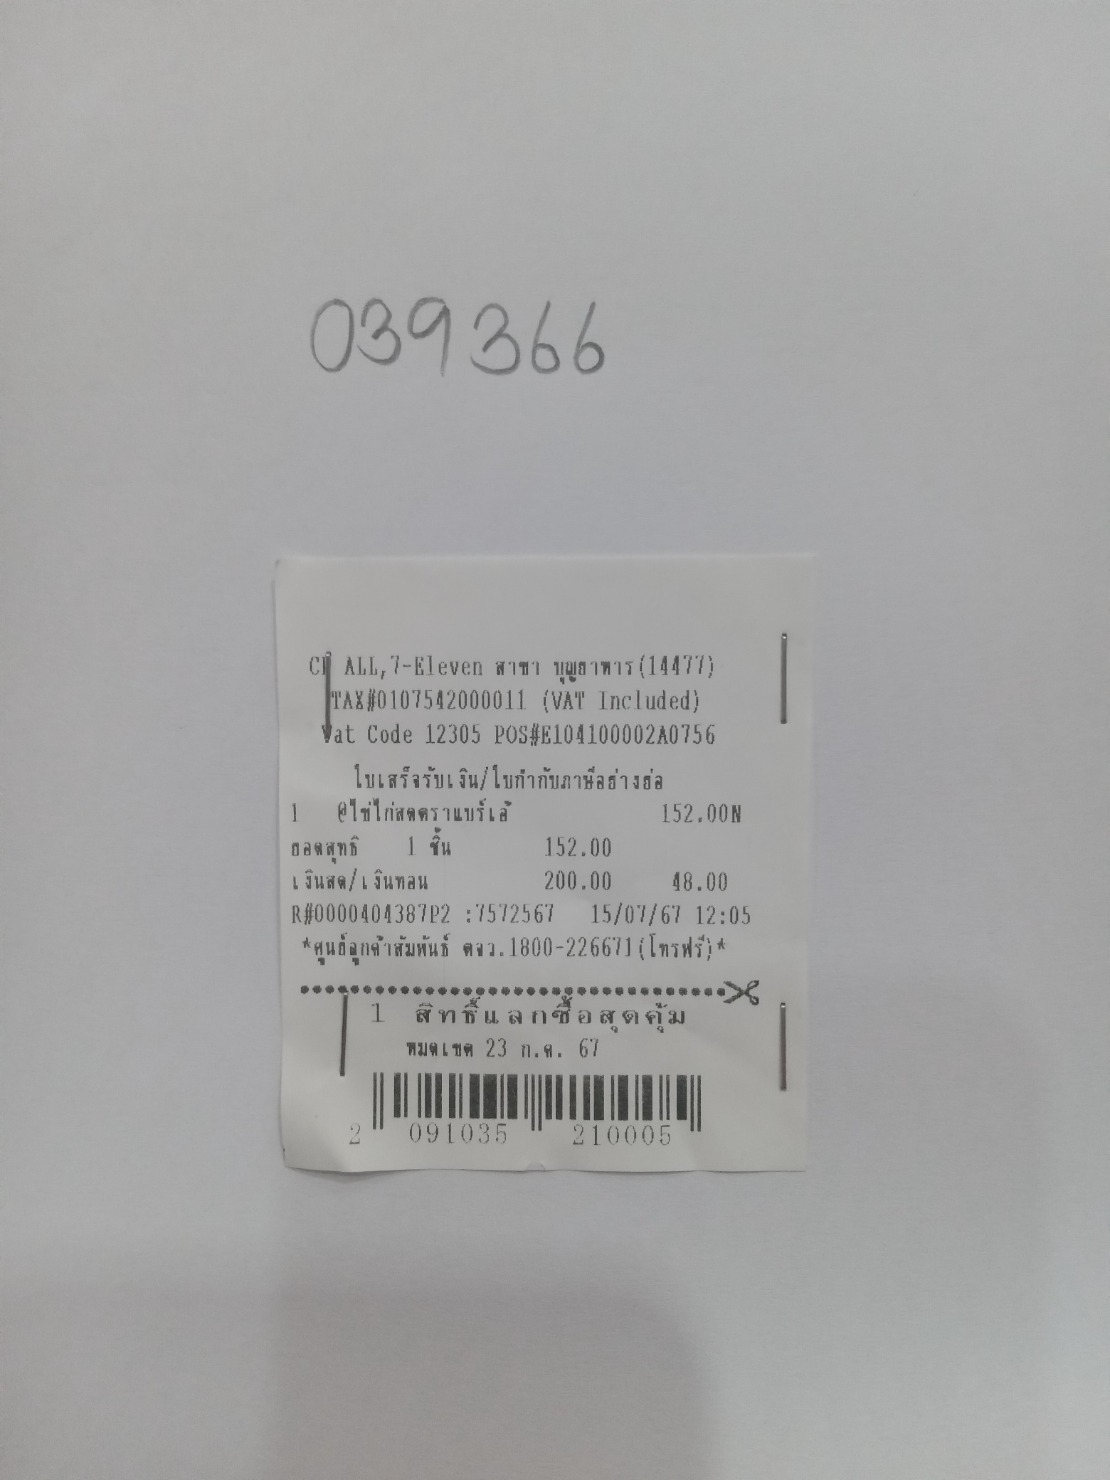 039366
CP ALL,7-Eleven สาขา บุญธาหาร(14477)
TAX#0107542000011 (VAT Included)
Vat Code 12305 POS#E104100002A0756
ใบเสร็จรับเงิน/ใบกำกับภาษีอย่างย่อ
1 @ไข่ไก่สดตราแบร์เอ้ 152.00N
ยอดสุทธิ 1 ชิ้น 152.00
เงินสด/เงินทอน 200.00 48.00
R#0000404387P2 :7572567 15/07/67 12:05
*ศูนย์ลูกค้าสัมพันธ์ ตจว.1800-226671(โทรฟรี)*
1 สิทธิ์แลกซื้อสุดคุ้ม
หมดเขต 23 ก.ค. 67
2 091035 210005